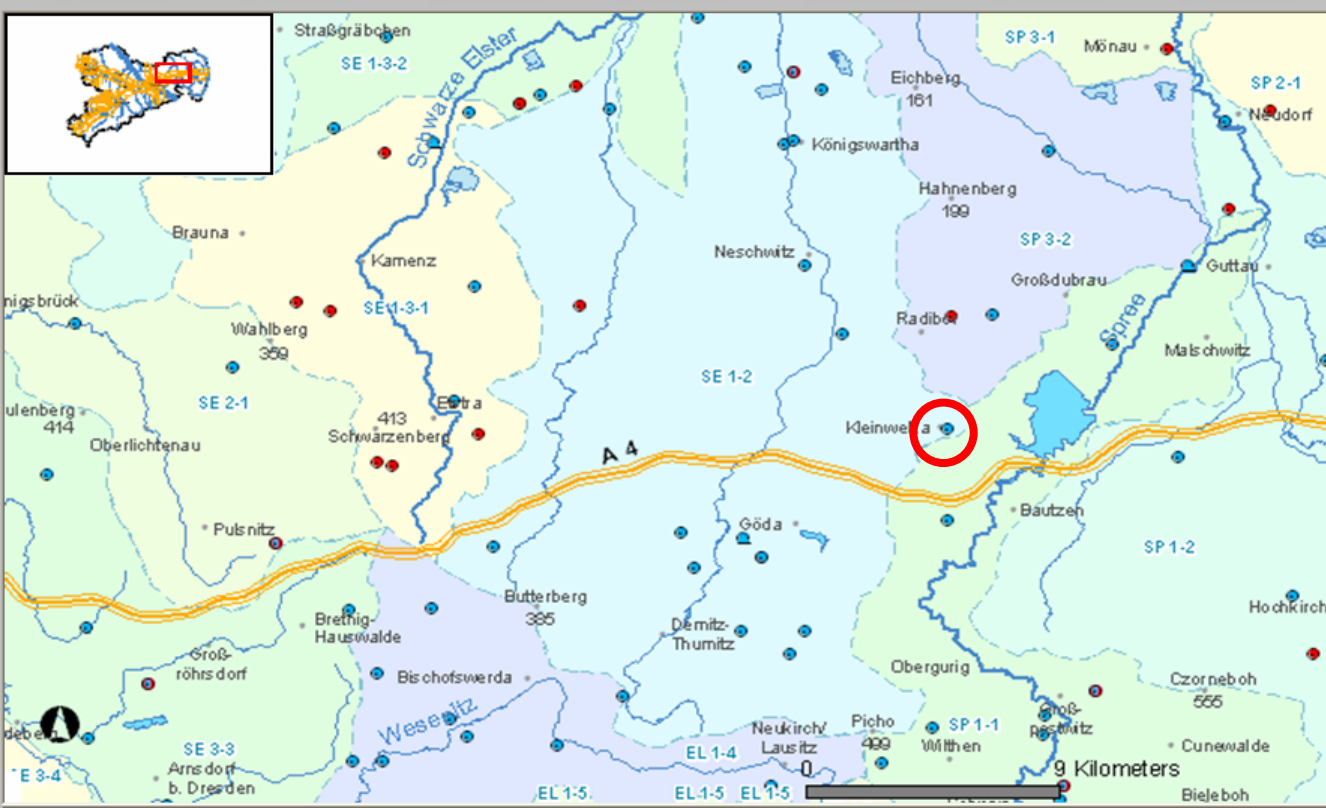 Straßgräbchen
SE 1-3-2
Schwarze Elster
SP 3-1
Mönau
SP 2-1
Neudorf
Eichberg
161
Königswartha
Hahnenberg
199
SP 3-2
Brauna
Kamenz
Neschwitz
Guttau
Großdubrau
nigsbrück
SE 1-3-1
Wahlberg
359
Radibor
Spree
Malschwitz
SE 1-2
SE 2-1
ulenberg
414
Elstra
413
Schwarzenberg
Oberlichtenau
Kleinwelka
A 4
Pulsnitz
Göda
Bautzen
SP 1-2
Butterberg
385
Hochkirch
Brethig-
Hauswalde
Demitz-
Thumitz
Groß-
röhrsdorf
Bischofswerda
Obergurig
Czorneboh
555
Wesenitz
Neukirch/
Lausitz
Picho
499
SP 1-1
Wilthen
Groß-
postwitz
Cunewalde
deberg
SE 3-3
EL 1-4
E 3-4
Arnsdorf
b. Dresden
0
9 Kilometers
EL 1-5
EL 1-5
EL 1-5
Bieleboh